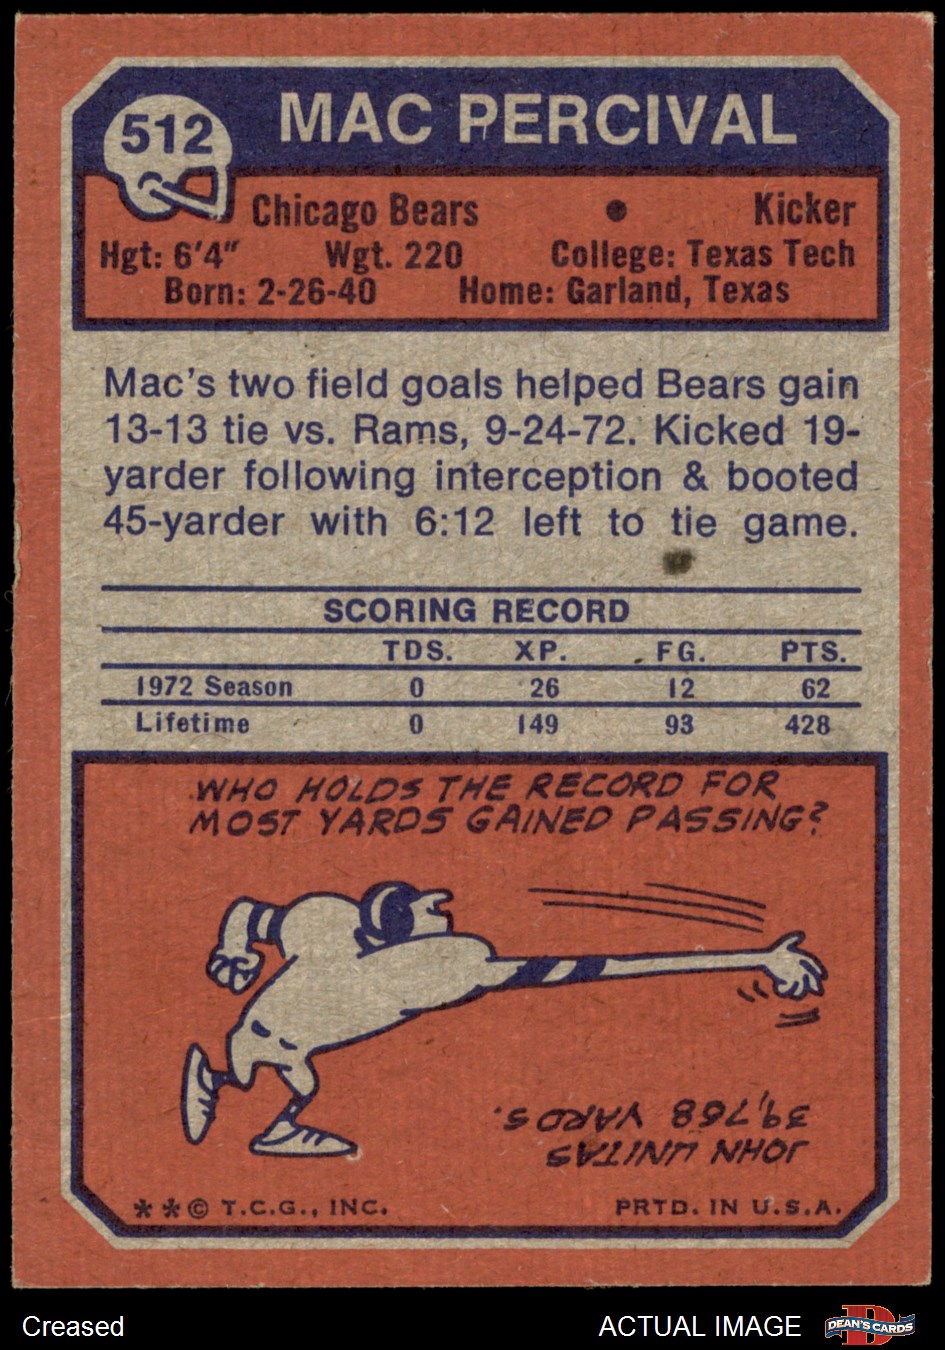 512
MAC PERCIVAL
Chicago Bears • Kicker
Hgt: 6'4" Wgt. 220 College: Texas Tech
Born: 2-26-40 Home: Garland, Texas
Mac's two field goals helped Bears gain
13-13 tie vs. Rams, 9-24-72. Kicked 19-
yarder following interception & booted
45-yarder with 6:12 left to tie game.
SCORING RECORD
TDS. XP. FG. PTS.
1972 Season 0 26 12 62
Lifetime 0 149 93 428
WHO HOLDS THE RECORD FOR
MOST YARDS GAINED PASSING?
JOHN UNITAS
39,768 YARDS.
** © T.C.G., INC. PRTD. IN U.S.A.
Creased ACTUAL IMAGE DEAN'S CARDS